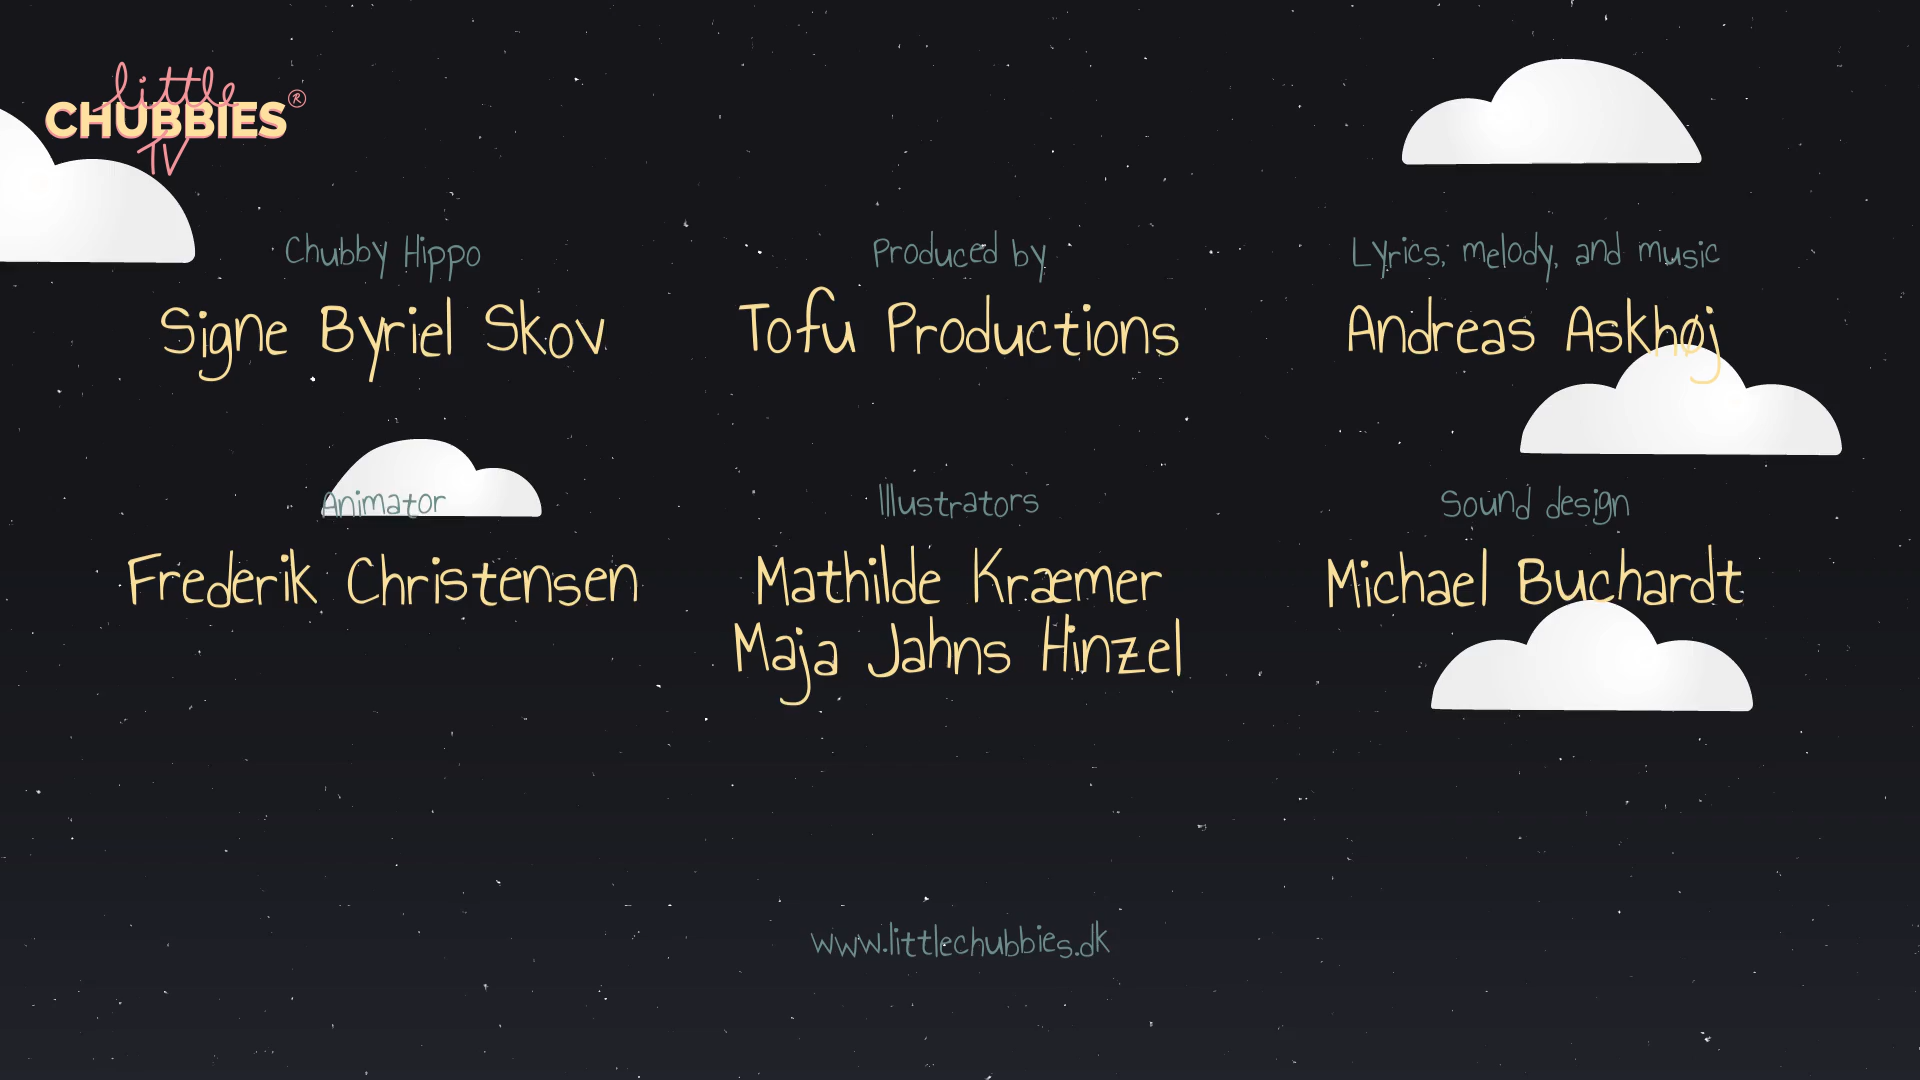 little
CHUBBIES®
TV
Chubby Hippo
Signe Byriel Skov
Produced by
Tofu Productions
Lyrics, melody, and music
Andreas Askhøj
Animator
Frederik Christensen
Illustrators
Mathilde Kræmer
Maja Jahns Hinzel
Sound design
Michael Buchardt
www.littlechubbies.dk